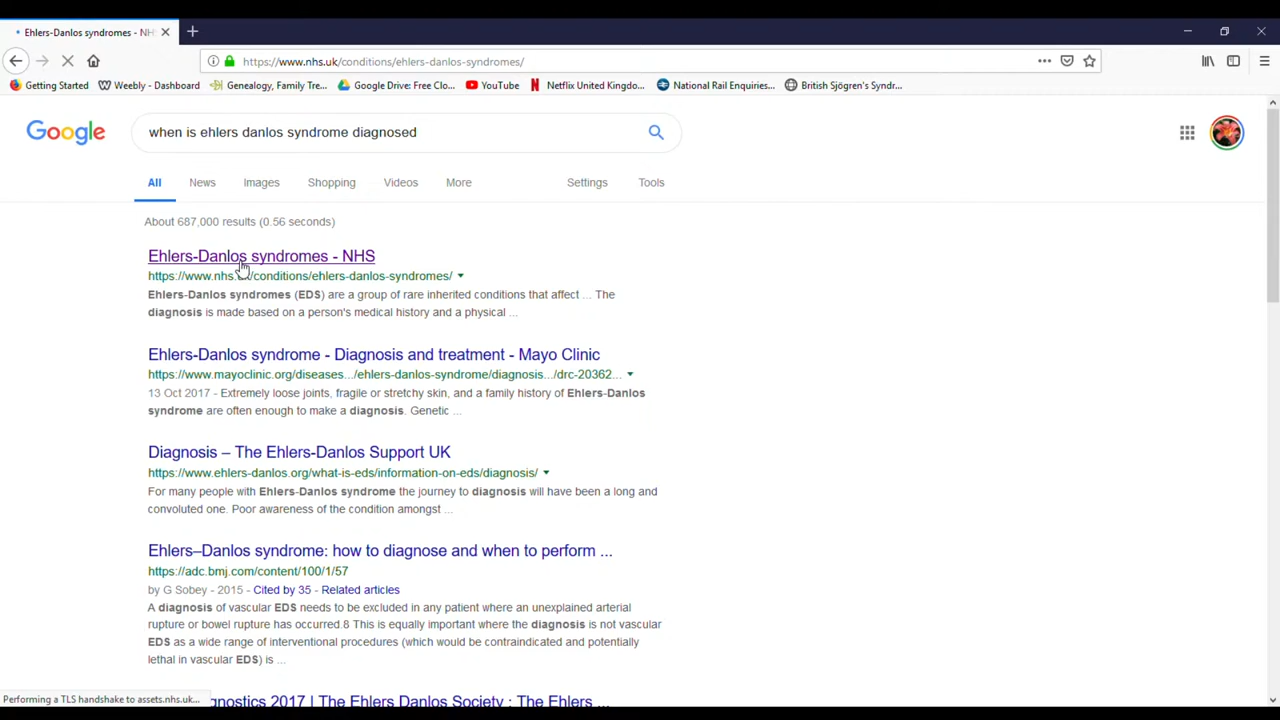 Ehlers-Danlos syndromes - NH
https://www.nhs.uk/conditions/ehlers-danlos-syndromes/
Getting Started Weebly - Dashboard Genealogy, Family Tre... Google Drive: Free Clo... YouTube Netflix United Kingdo... National Rail Enquiries... British Sjögren's Syndr...
Google when is ehlers danlos syndrome diagnosed
All News Images Shopping Videos More Settings Tools
About 687,000 results (0.56 seconds)
Ehlers-Danlos syndromes - NHS
https://www.nhs.uk/conditions/ehlers-danlos-syndromes/
Ehlers-Danlos syndromes (EDS) are a group of rare inherited conditions that affect ... The
diagnosis is made based on a person's medical history and a physical ...
Ehlers-Danlos syndrome - Diagnosis and treatment - Mayo Clinic
https://www.mayoclinic.org/diseases.../ehlers-danlos-syndrome/diagnosis.../drc-20362...
13 Oct 2017 - Extremely loose joints, fragile or stretchy skin, and a family history of Ehlers-Danlos
syndrome are often enough to make a diagnosis. Genetic ...
Diagnosis – The Ehlers-Danlos Support UK
https://www.ehlers-danlos.org/what-is-eds/information-on-eds/diagnosis/
For many people with Ehlers-Danlos syndrome the journey to diagnosis will have been a long and
convoluted one. Poor awareness of the condition amongst ...
Ehlers–Danlos syndrome: how to diagnose and when to perform ...
https://adc.bmj.com/content/100/1/57
by G Sobey - 2015 - Cited by 35 - Related articles
A diagnosis of vascular EDS needs to be excluded in any patient where an unexplained arterial
rupture or bowel rupture has occurred.8 This is equally important where the diagnosis is not vascular
EDS as a wide range of interventional procedures (which would be contraindicated and potentially
lethal in vascular EDS) is ...
Performing a TLS handshake to assets.nhs.uk...
gnostics 2017 | The Ehlers Danlos Society : The Ehlers ...